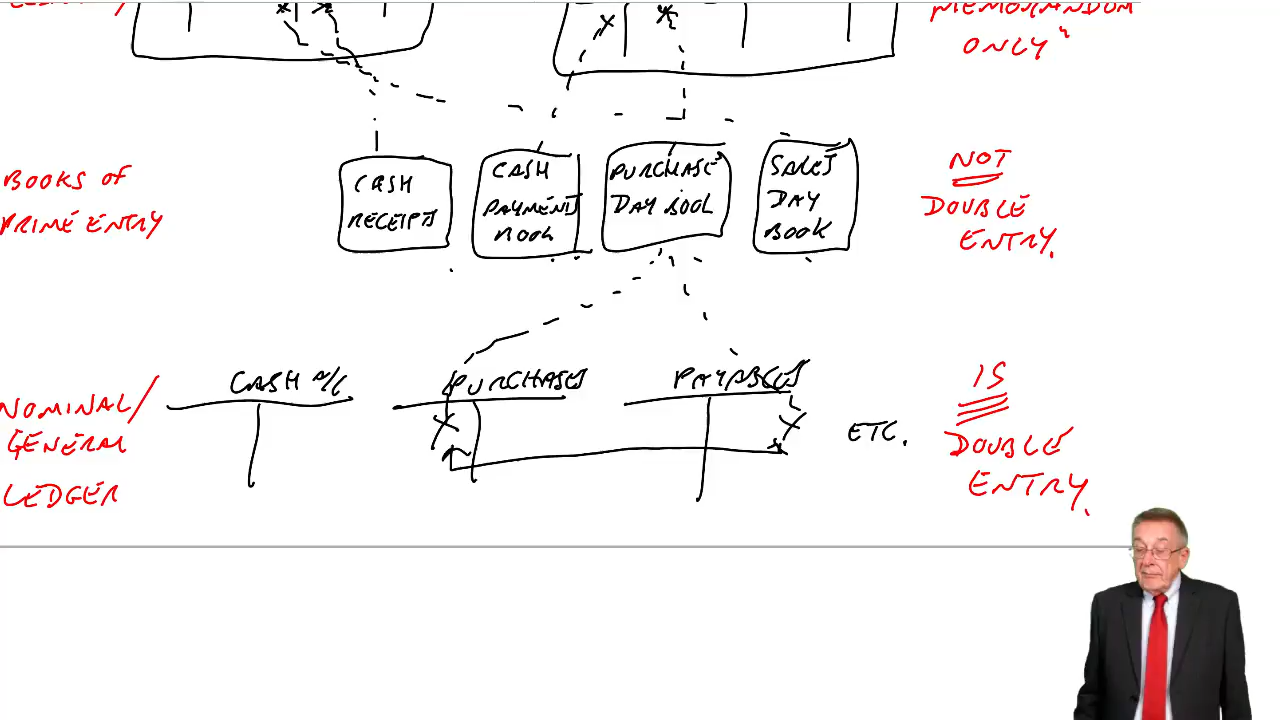 MEMORANDUM
ONLY"
BOOKS OF
PRIME ENTRY
CASH
RECEIPTS
CASH
PAYMENTS
BOOK
PURCHASE
DAY BOOK
SALES
DAY
BOOK
NOT
DOUBLE
ENTRY.
NOMINAL/
GENERAL
LEDGER
CASH A/C
PURCHASES
PAYABLES
X
X
ETC.
IS
DOUBLE
ENTRY.